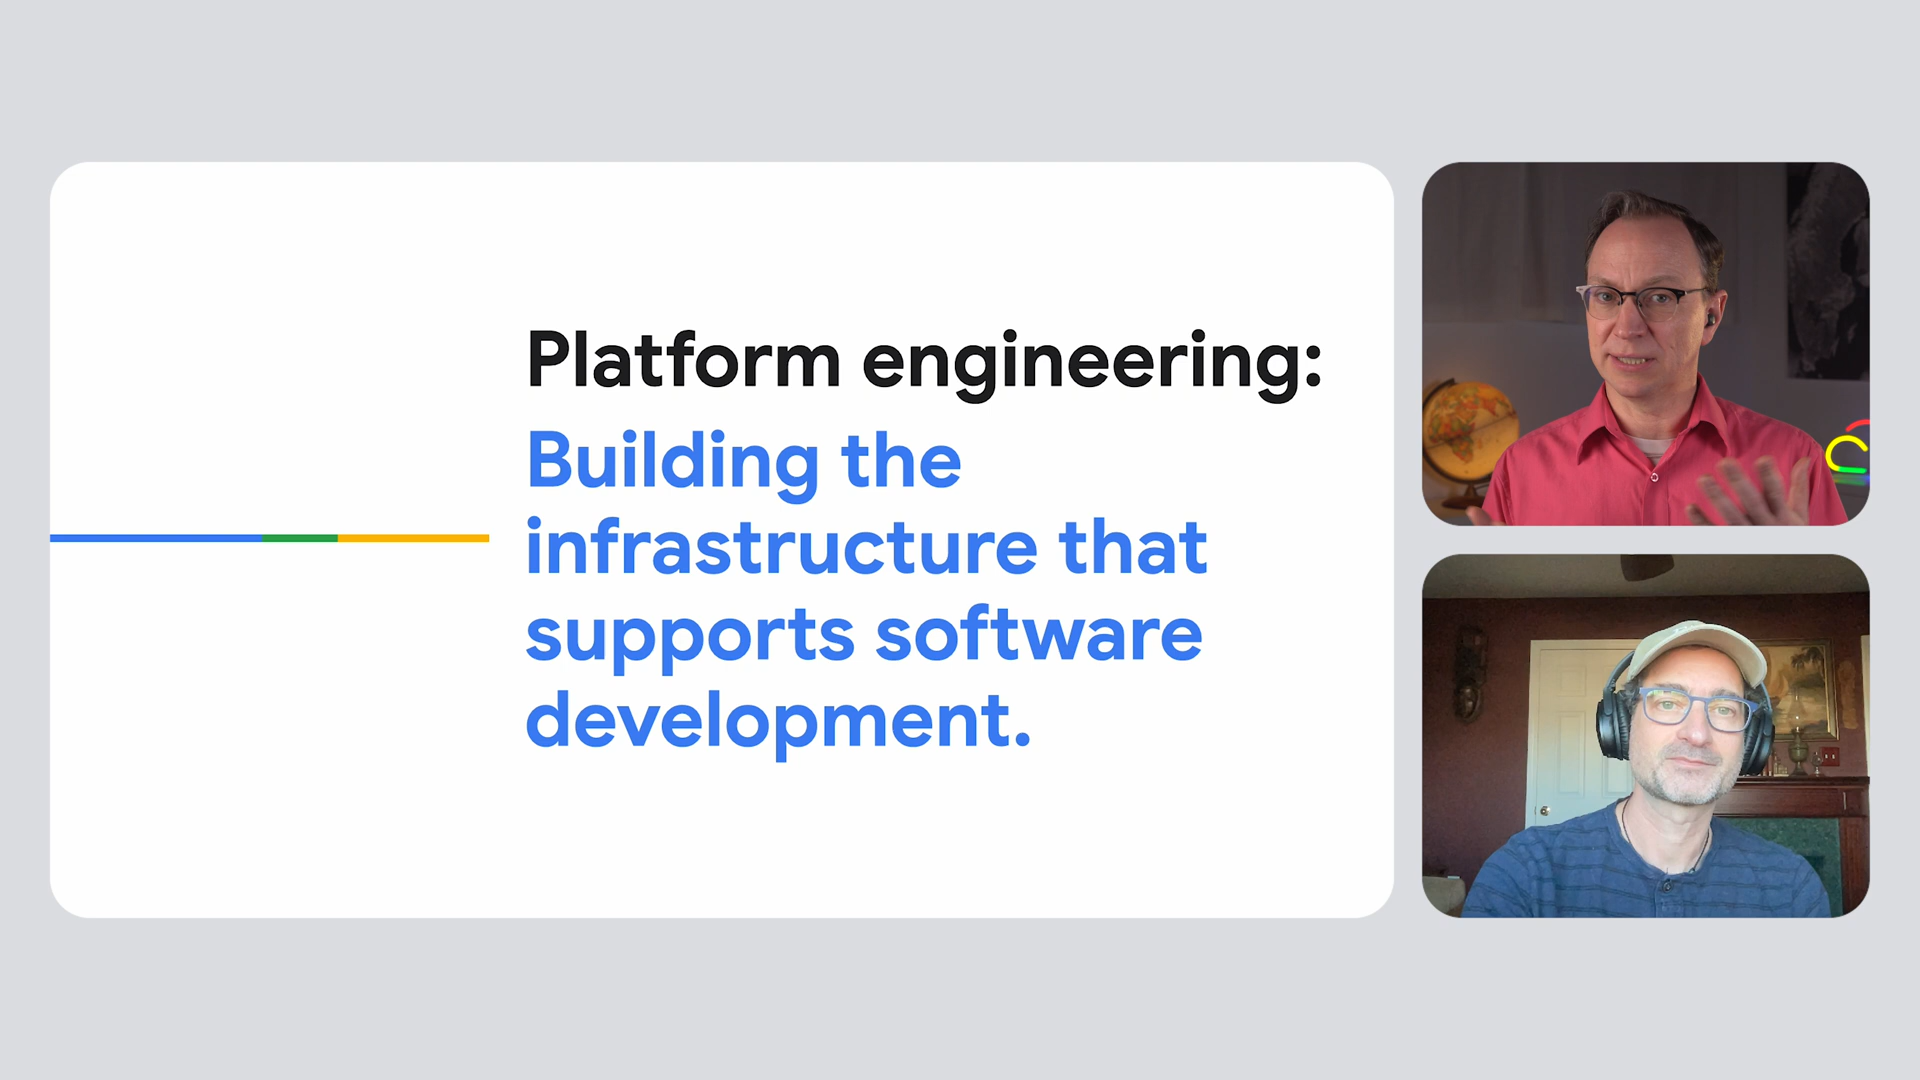 Platform engineering:
Building the
infrastructure that
supports software
development.